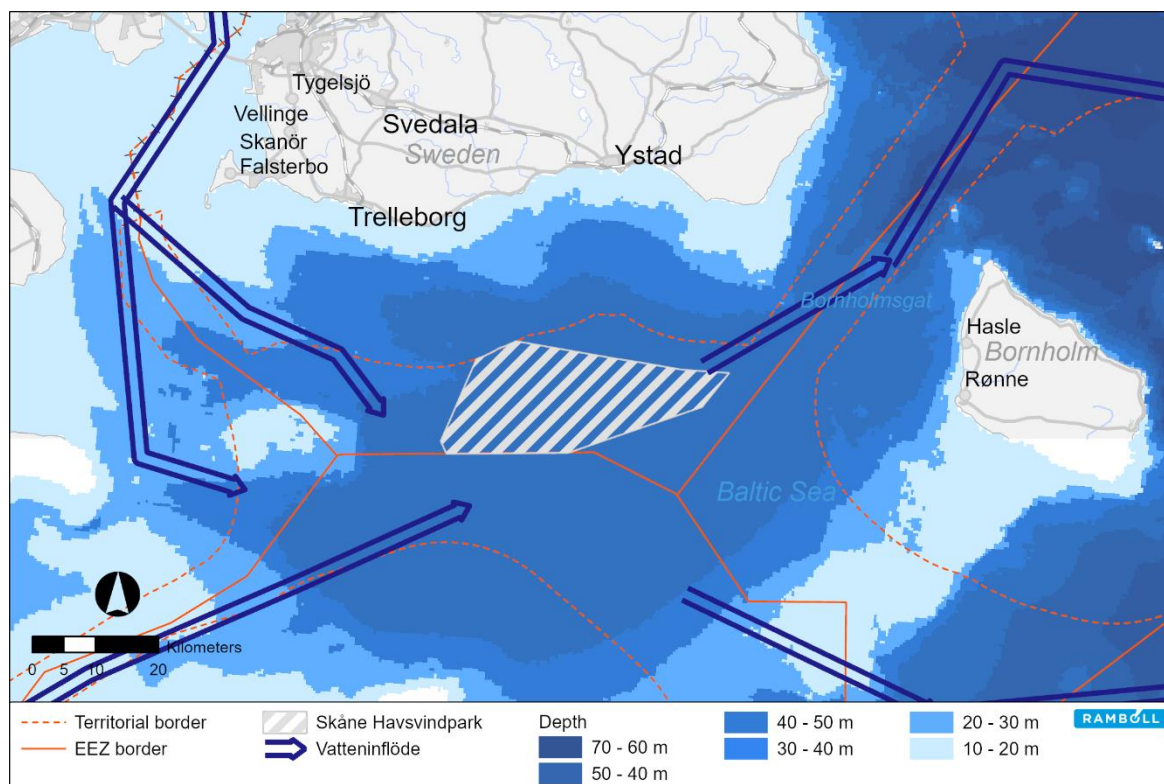 Tygelsjö
Vellinge
Svedala
Skanör
Sweden
Ystad
Falsterbo
Trelleborg
Bornholmsgat
Hasle
Bornholm
Rønne
Baltic Sea
Kilometers
0 5 10 20
Territorial border
EEZ border
Skåne Havsvindpark
Vatteninflöde
Depth
70 - 60 m
50 - 40 m
40 - 50 m
30 - 40 m
20 - 30 m
10 - 20 m
RAMBOLL